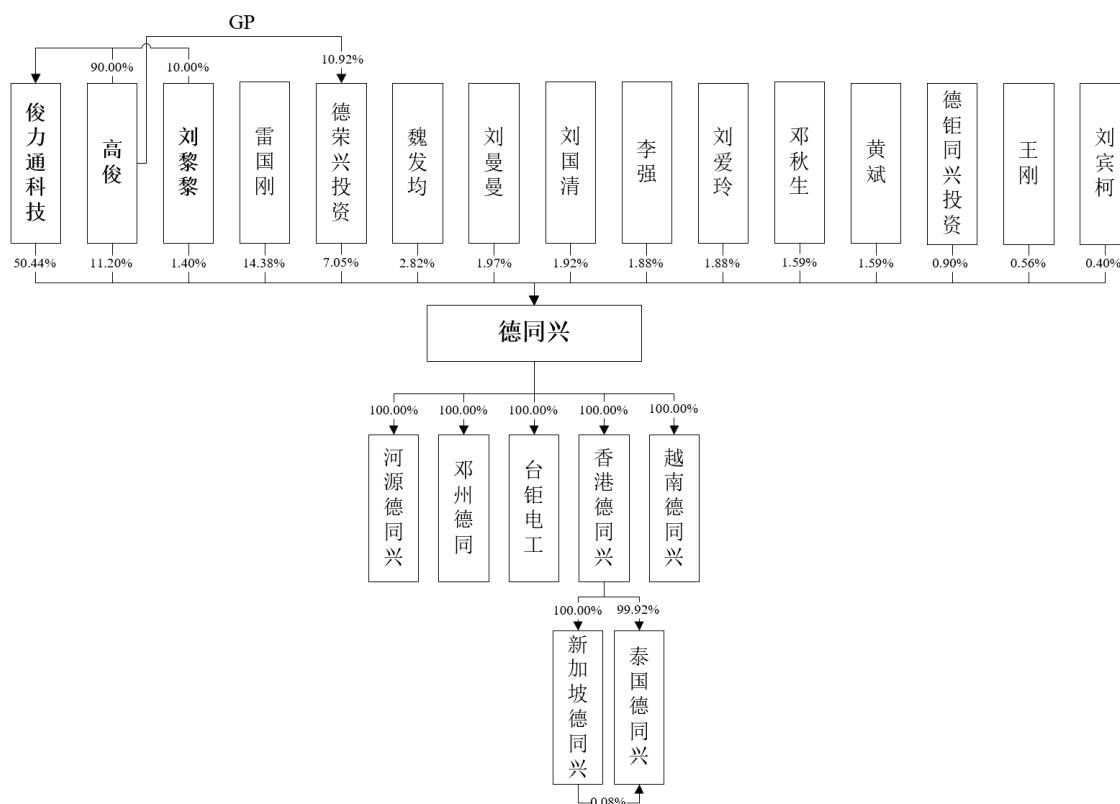 GP
90.00%
10.00%
10.92%
俊力通科技
高俊
刘黎黎
雷国刚
德荣兴投资
魏发均
刘曼曼
刘国清
李强
刘爱玲
邓秋生
黄斌
德钜同兴投资
王刚
刘宾柯
50.44%
11.20%
1.40%
14.38%
7.05%
2.82%
1.97%
1.92%
1.88%
1.88%
1.59%
1.59%
0.90%
0.56%
0.40%
德同兴
100.00%
100.00%
100.00%
100.00%
100.00%
河源德同兴
邓州德同
台钜电工
香港德同兴
越南德同兴
100.00%
99.92%
新加坡德同兴
泰国德同兴
0.08%